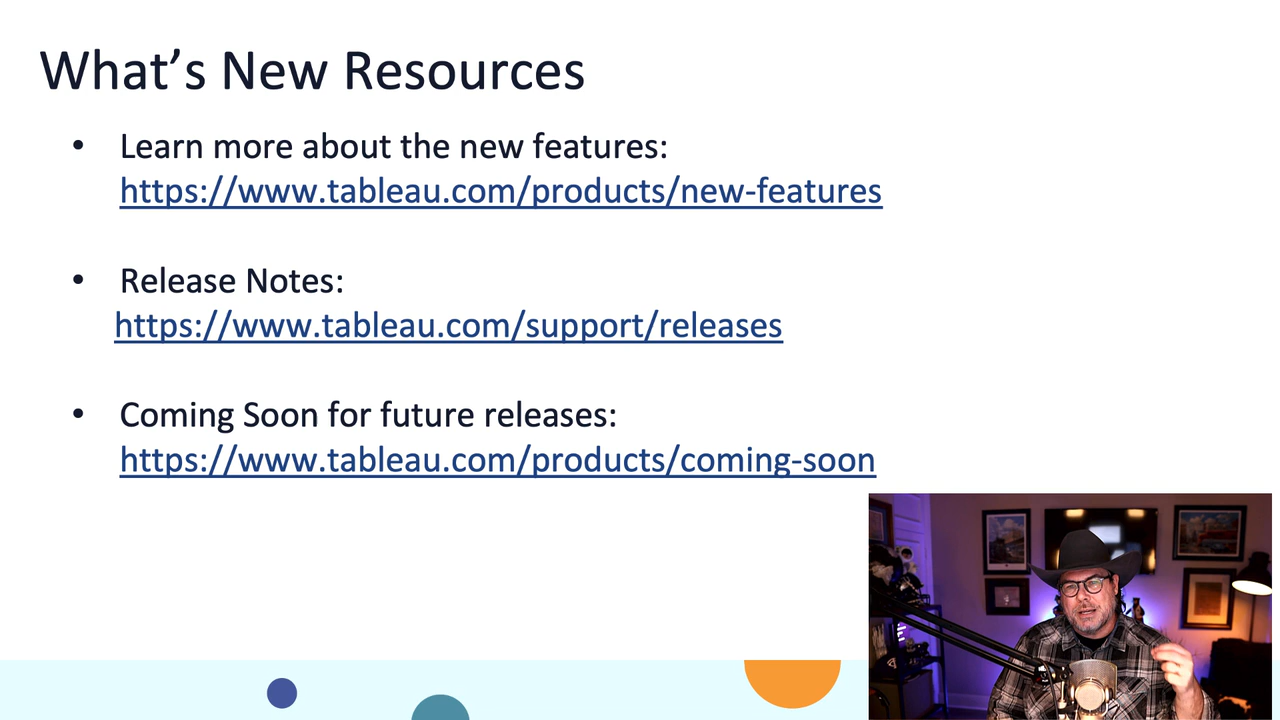 What’s New Resources
• Learn more about the new features:
https://www.tableau.com/products/new-features
• Release Notes:
https://www.tableau.com/support/releases
• Coming Soon for future releases:
https://www.tableau.com/products/coming-soon